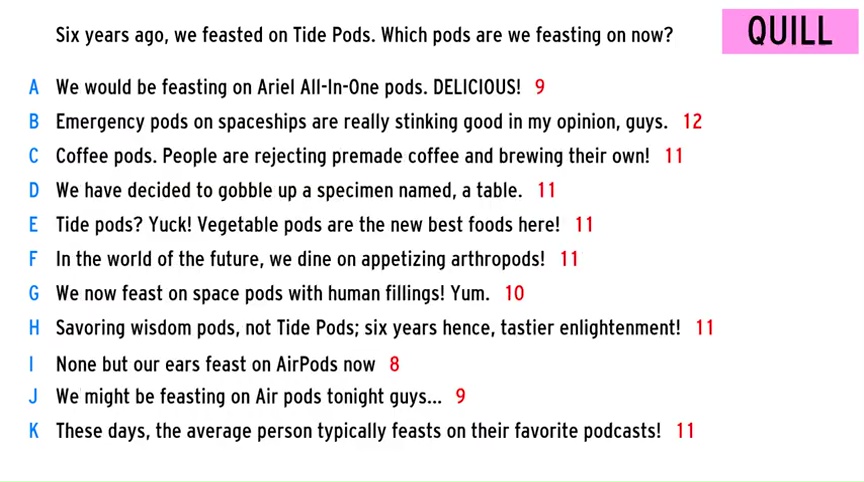 Six years ago, we feasted on Tide Pods. Which pods are we feasting on now?
QUILL
A We would be feasting on Ariel All-In-One pods. DELICIOUS! 9
B Emergency pods on spaceships are really stinking good in my opinion, guys. 12
C Coffee pods. People are rejecting premade coffee and brewing their own! 11
D We have decided to gobble up a specimen named, a table. 11
E Tide pods? Yuck! Vegetable pods are the new best foods here! 11
F In the world of the future, we dine on appetizing arthropods! 11
G We now feast on space pods with human fillings! Yum. 10
H Savoring wisdom pods, not Tide Pods; six years hence, tastier enlightenment! 11
I None but our ears feast on AirPods now 8
J We might be feasting on Air pods tonight guys... 9
K These days, the average person typically feasts on their favorite podcasts! 11